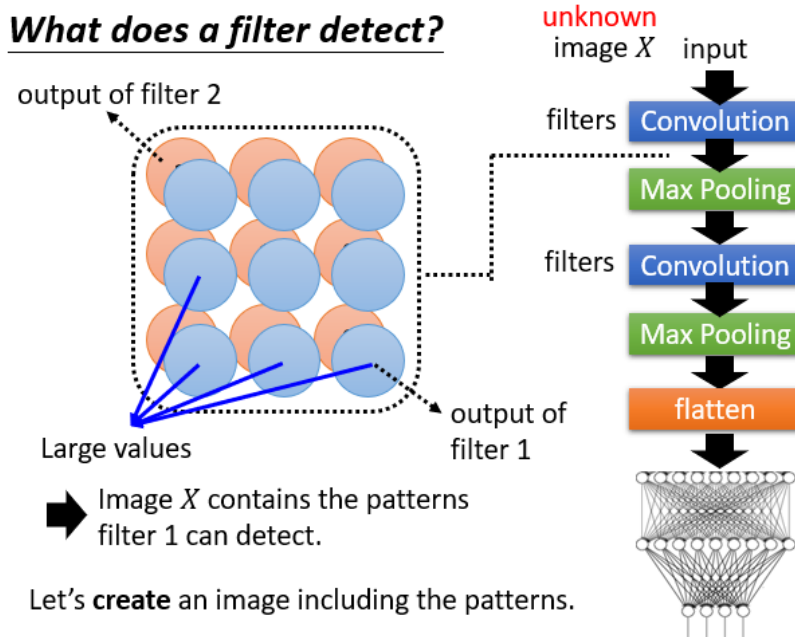 What does a filter detect?
unknown
image X input
output of filter 2
filters Convolution
Max Pooling
filters Convolution
Max Pooling
flatten
output of
filter 1
Large values
Image X contains the patterns
filter 1 can detect.
Let's create an image including the patterns.